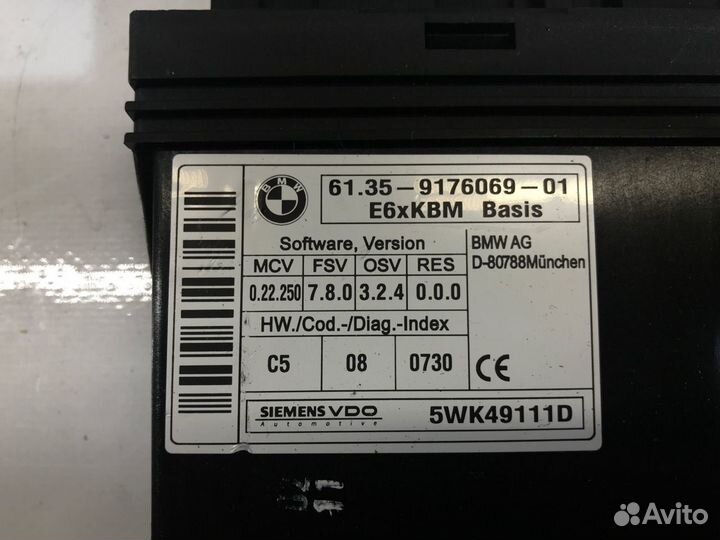 BMW
61.35-9176069-01
E6xKBM Basis
Software, Version
MCV FSV OSV RES
0.22.250 7.8.0 3.2.4 0.0.0
HW./Cod.-/Diag.-Index
C5 08 0730
BMW AG
D-80788München
CE
SIEMENS VDO
Automotive
5WK49111D
Avito